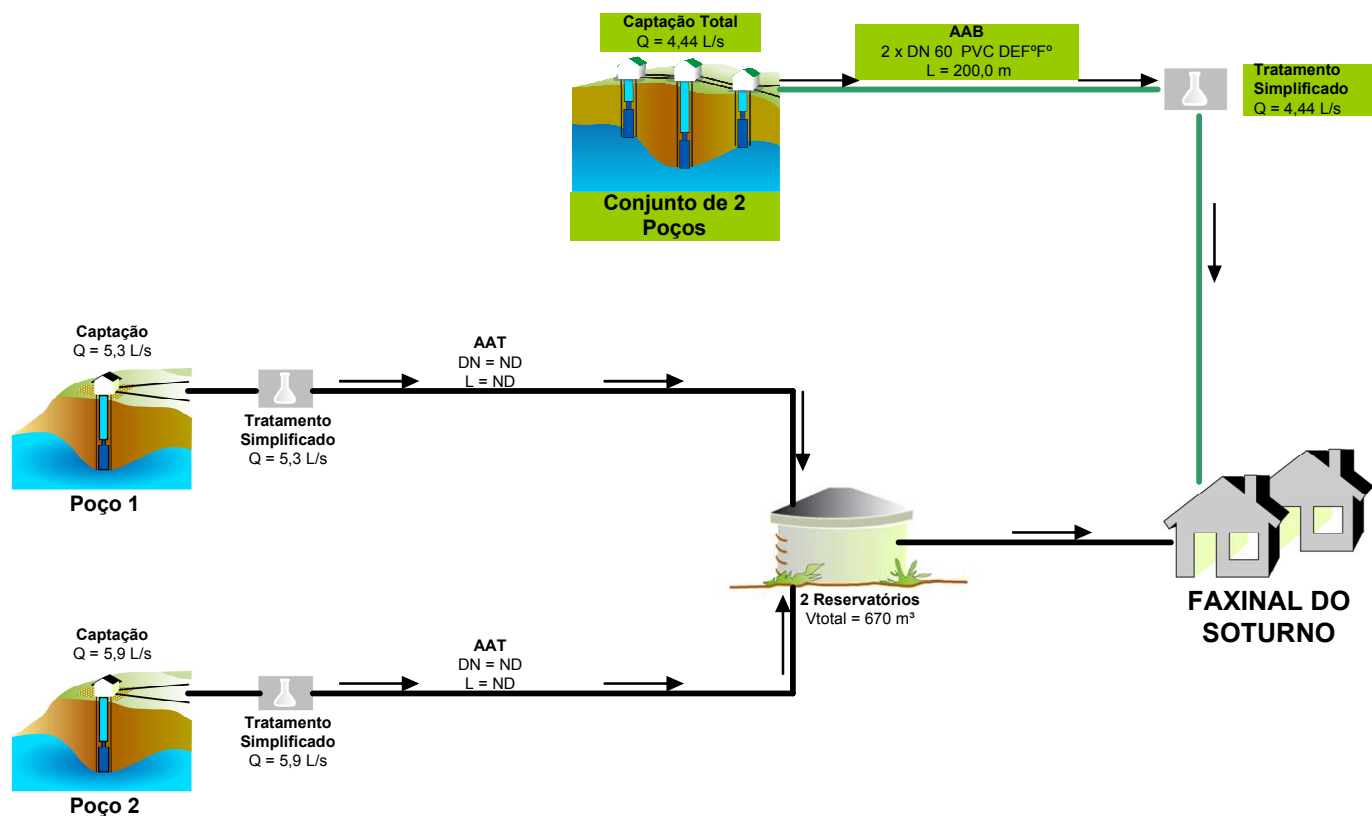 Captação Total
Q = 4,44 L/s
AAB
2 x DN 60 PVC DEFºFº
L = 200,0 m
Tratamento
Simplificado
Q = 4,44 L/s
Conjunto de 2
Poços
Captação
Q = 5,3 L/s
AAT
DN = ND
L = ND
Tratamento
Simplificado
Q = 5,3 L/s
Poço 1
2 Reservatórios
Vtotal = 670 m³
FAXINAL DO
SOTURNO
Captação
Q = 5,9 L/s
AAT
DN = ND
L = ND
Tratamento
Simplificado
Q = 5,9 L/s
Poço 2